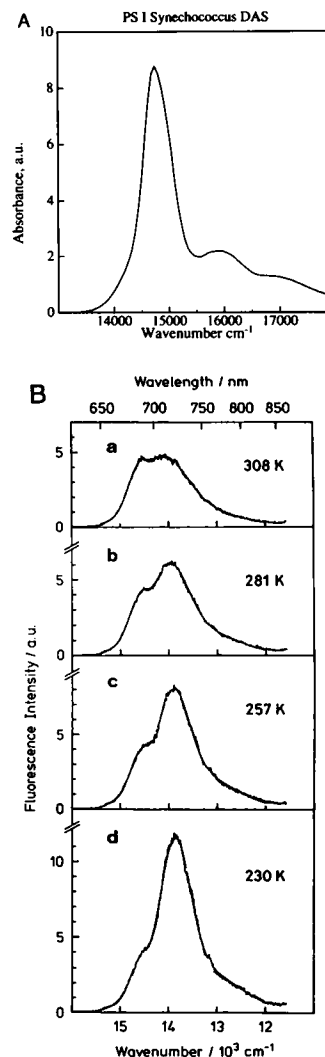 A
PS I Synechococcus DAS
Absorbance, a.u.
10
8
6
4
2
0
14000 15000 16000 17000
Wavenumber cm⁻¹
B
Wavelength / nm
650 700 750 800 850
a
308 K
5
0
b
281 K
5
0
c
257 K
5
0
d
230 K
10
5
0
Fluorescence Intensity / a.u.
15 14 13 12
Wavenumber / 10³ cm⁻¹